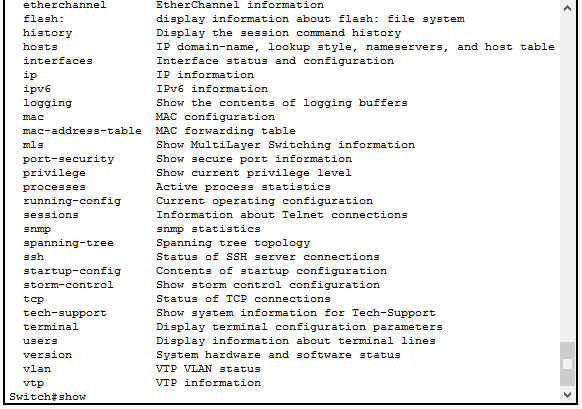 etherchannel EtherChannel information
flash: display information about flash: file system
history Display the session command history
hosts IP domain-name, lookup style, nameservers, and host table
interfaces Interface status and configuration
ip IP information
ipv6 IPv6 information
logging Show the contents of logging buffers
mac MAC configuration
mac-address-table MAC forwarding table
mls Show MultiLayer Switching information
port-security Show secure port information
privilege Show current privilege level
processes Active process statistics
running-config Current operating configuration
sessions Information about Telnet connections
snmp snmp statistics
spanning-tree Spanning tree topology
ssh Status of SSH server connections
startup-config Contents of startup configuration
storm-control Show storm control configuration
tcp Status of TCP connections
tech-support Show system information for Tech-Support
terminal Display terminal configuration parameters
users Display information about terminal lines
version System hardware and software status
vlan VTP VLAN status
vtp VTP information
Switch#show